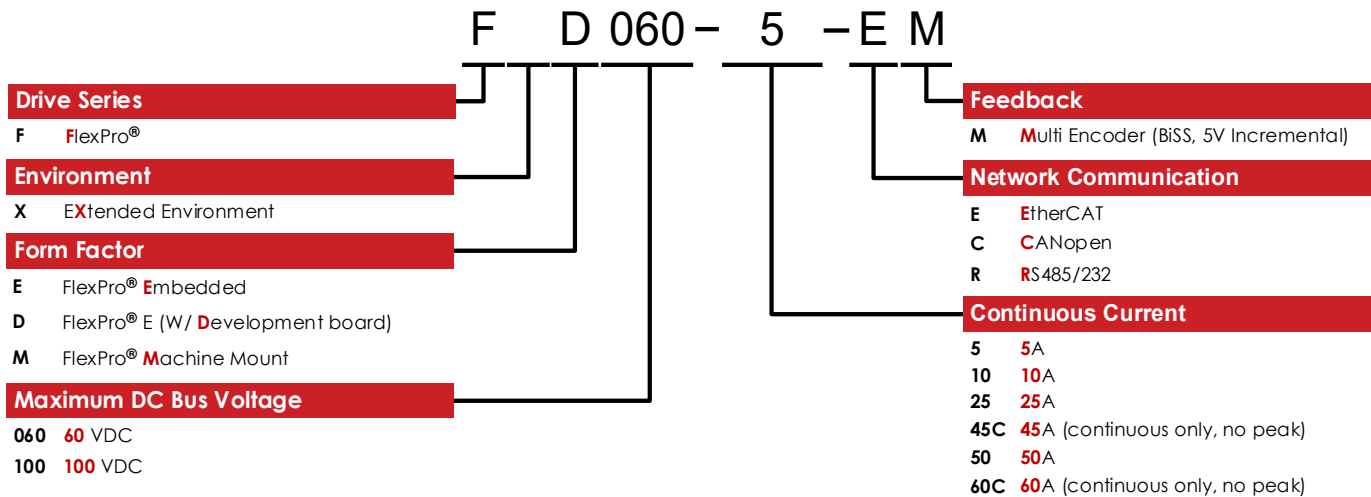 F D 060 – 5 – E M
Drive Series
F FlexPro®
Environment
X EXtended Environment
Form Factor
E FlexPro® Embedded
D FlexPro® E (W/ Development board)
M FlexPro® Machine Mount
Maximum DC Bus Voltage
060 60 VDC
100 100 VDC
Feedback
M Multi Encoder (BiSS, 5V Incremental)
Network Communication
E EtherCAT
C CANopen
R RS485/232
Continuous Current
5 5A
10 10A
25 25A
45C 45A (continuous only, no peak)
50 50A
60C 60A (continuous only, no peak)